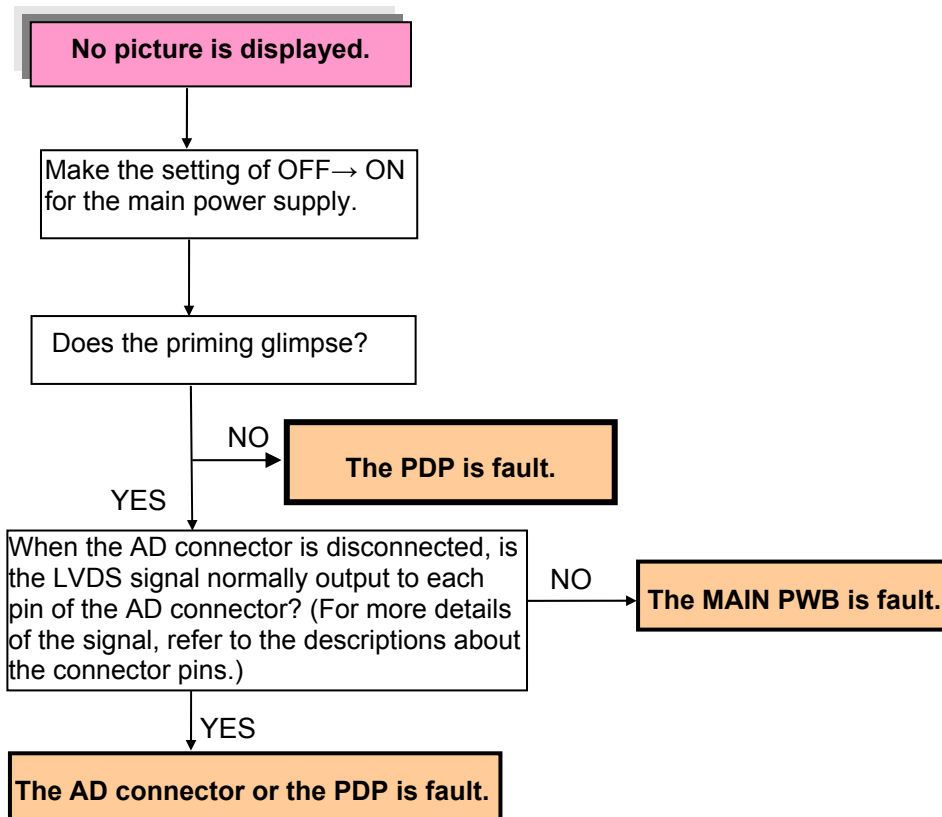 No picture is displayed.
Make the setting of OFF→ ON
for the main power supply.
Does the priming glimpse?
NO
The PDP is fault.
YES
When the AD connector is disconnected, is
the LVDS signal normally output to each
pin of the AD connector? (For more details
of the signal, refer to the descriptions about
the connector pins.)
NO
The MAIN PWB is fault.
YES
The AD connector or the PDP is fault.